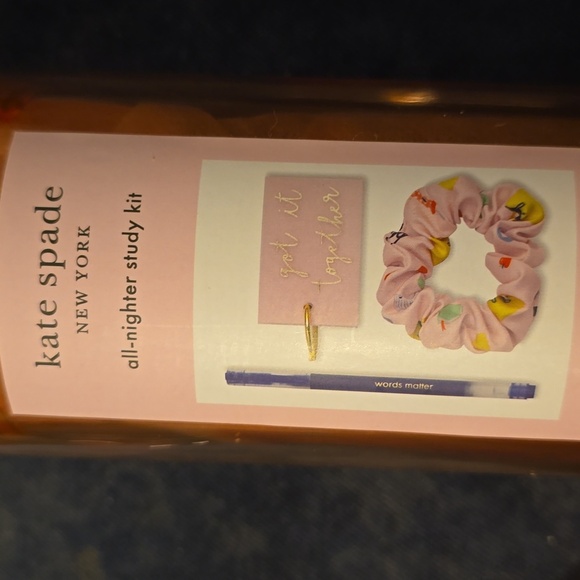 kate spade
NEW YORK
all-nighter study kit
got it
together
words matter